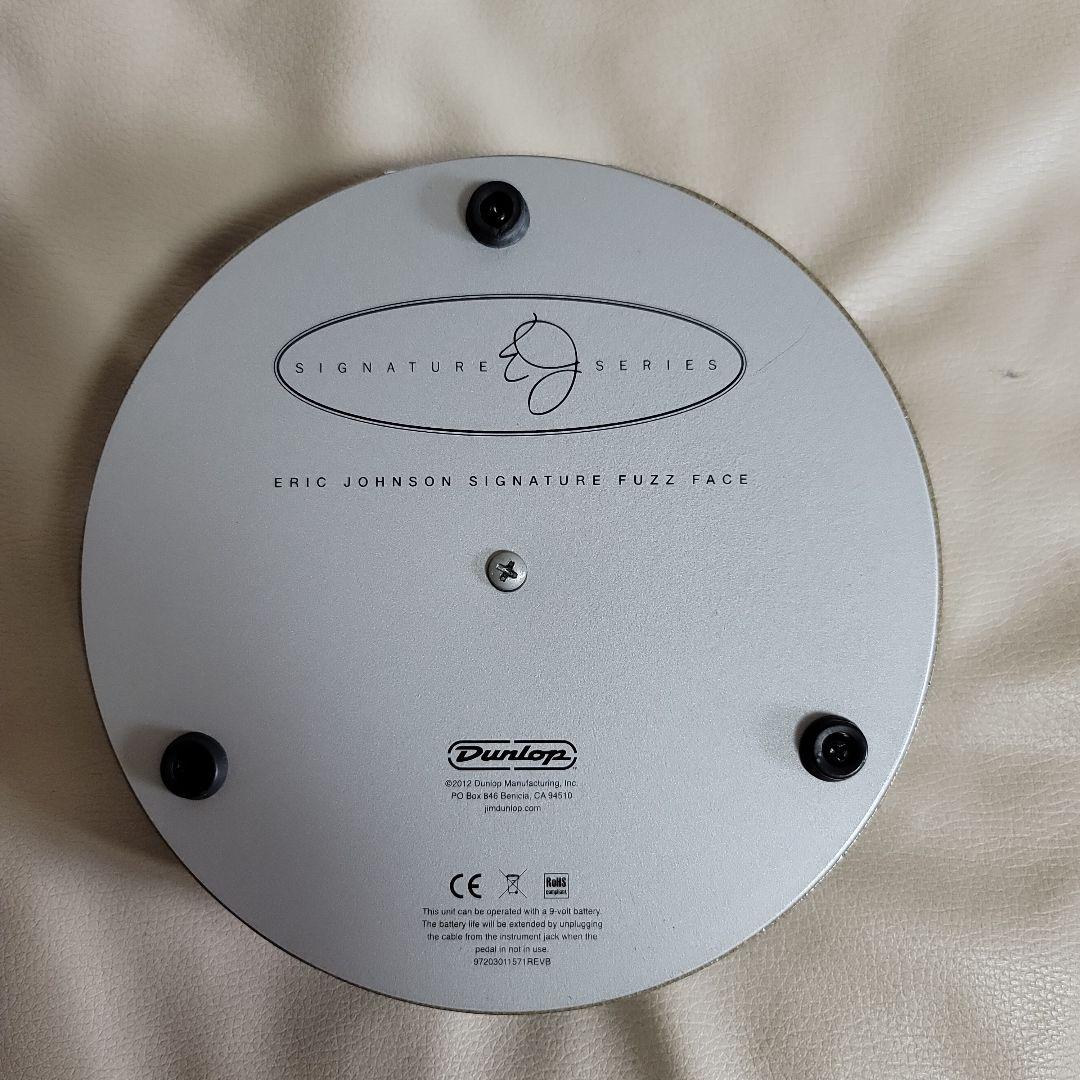 SIGNATURE EJ SERIES
ERIC JOHNSON SIGNATURE FUZZ FACE
Dunlop™
©2012 Dunlop Manufacturing, Inc.
PO Box 846 Benicia, CA 94510
jimdunlop.com
CE RoHS
compliant
This unit can be operated with a 9-volt battery.
The battery life will be extended by unplugging
the cable from the instrument jack when the
pedal in not in use.
97203011571REVB